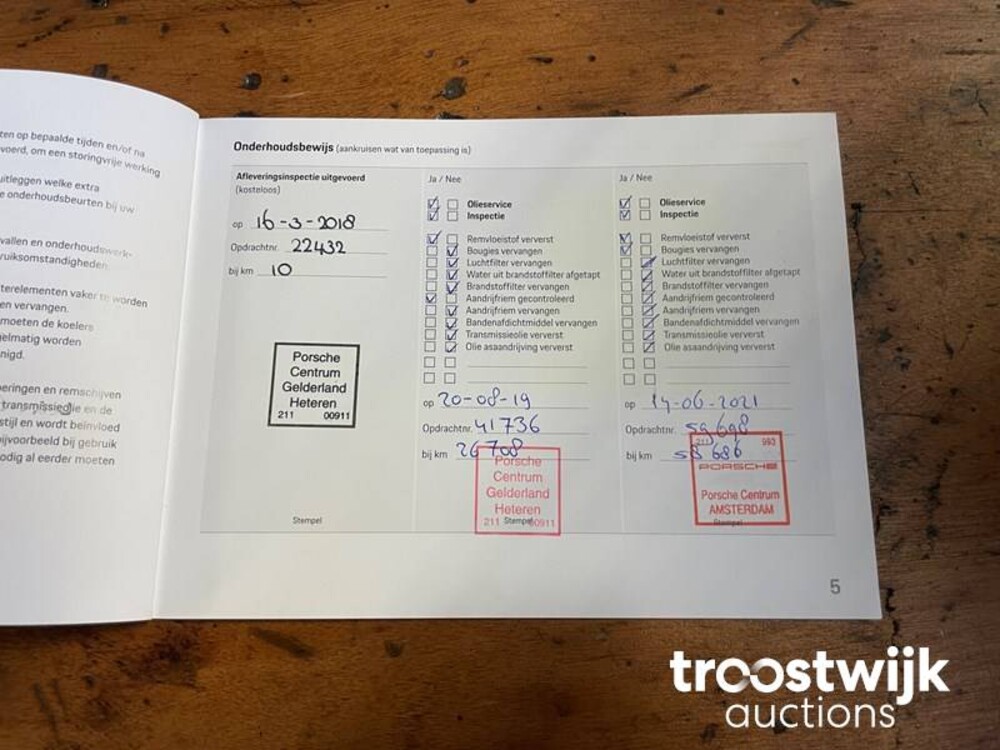 ten op bepaalde tijden en/of na
voerd, om een storingvrije werking
uitleggen welke extra
e onderhoudsbeurten bij uw
vallen en onderhoudswerk-
ruiksomstandigheden
terelementen vaker te worden
en vervangen.
moeten de koelers
elmatig worden
nigd.
eringen en remschijven
transmissieolie en de
stijl en wordt beïnvloed
bijvoorbeeld bij gebruik
odig al eerder moeten
Onderhoudsbewijs (aankruisen wat van toepassing is)
Afleveringsinspectie uitgevoerd
(kosteloos)
op 16-3-2018
Opdrachtnr. 22432
bij km 10
Porsche
Centrum
Gelderland
Heteren
211 00911
Stempel
Ja / Nee
Olieservice
Inspectie
Remvloeistof ververst
Bougies vervangen
Luchtfilter vervangen
Water uit brandstoffilter afgetapt
Brandstoffilter vervangen
Aandrijfriem gecontroleerd
Aandrijfriem vervangen
Bandenafdichtmiddel vervangen
Transmissieolie ververst
Olie asaandrijving ververst
op 20-08-19
Opdrachtnr. 41736
bij km 26708
Porsche
Centrum
Gelderland
Heteren
211 Stempel 00911
Ja / Nee
Olieservice
Inspectie
Remvloeistof ververst
Bougies vervangen
Luchtfilter vervangen
Water uit brandstoffilter afgetapt
Brandstoffilter vervangen
Aandrijfriem gecontroleerd
Aandrijfriem vervangen
Bandenafdichtmiddel vervangen
Transmissieolie ververst
Olie asaandrijving ververst
op 14-06-2021
Opdrachtnr.
bij km 58686
211 993
PORSCHE
Porsche Centrum
AMSTERDAM
Stempel
5
troostwijk
auctions